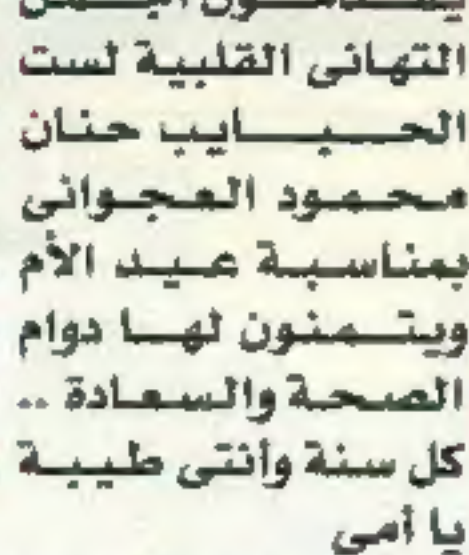 التهانى القلبية لست
الحبايب حنان
محمود العجوانى
بمناسبة عيد الأم
ويتمنون لها دوام
الصحة والسعادة ..
كل سنة وأنتى طيبة
يا أمى